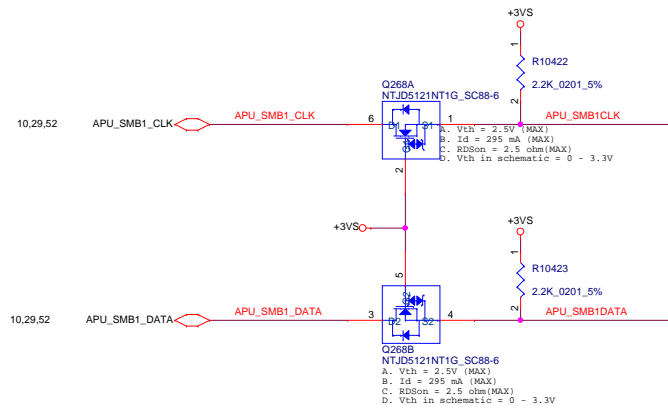 +3VS
1
R10422
2.2K_0201_5%
2
Q268A
NTJD5121NT1G_SC88-6
10,29,52
APU_SMB1_CLK
APU_SMB1_CLK
6
D1
S1
G1
1
APU_SMB1CLK
A. Vth = 2.5V (MAX)
B. Id = 295 mA (MAX)
C. RDSon = 2.5 ohm(MAX)
D. Vth in schematic = 0 - 3.3V
2
+3VS
+3VS
1
R10423
2.2K_0201_5%
2
5
G2
10,29,52
APU_SMB1_DATA
APU_SMB1_DATA
3
D2
S2
4
APU_SMB1DATA
Q268B
NTJD5121NT1G_SC88-6
A. Vth = 2.5V (MAX)
B. Id = 295 mA (MAX)
C. RDSon = 2.5 ohm(MAX)
D. Vth in schematic = 0 - 3.3V